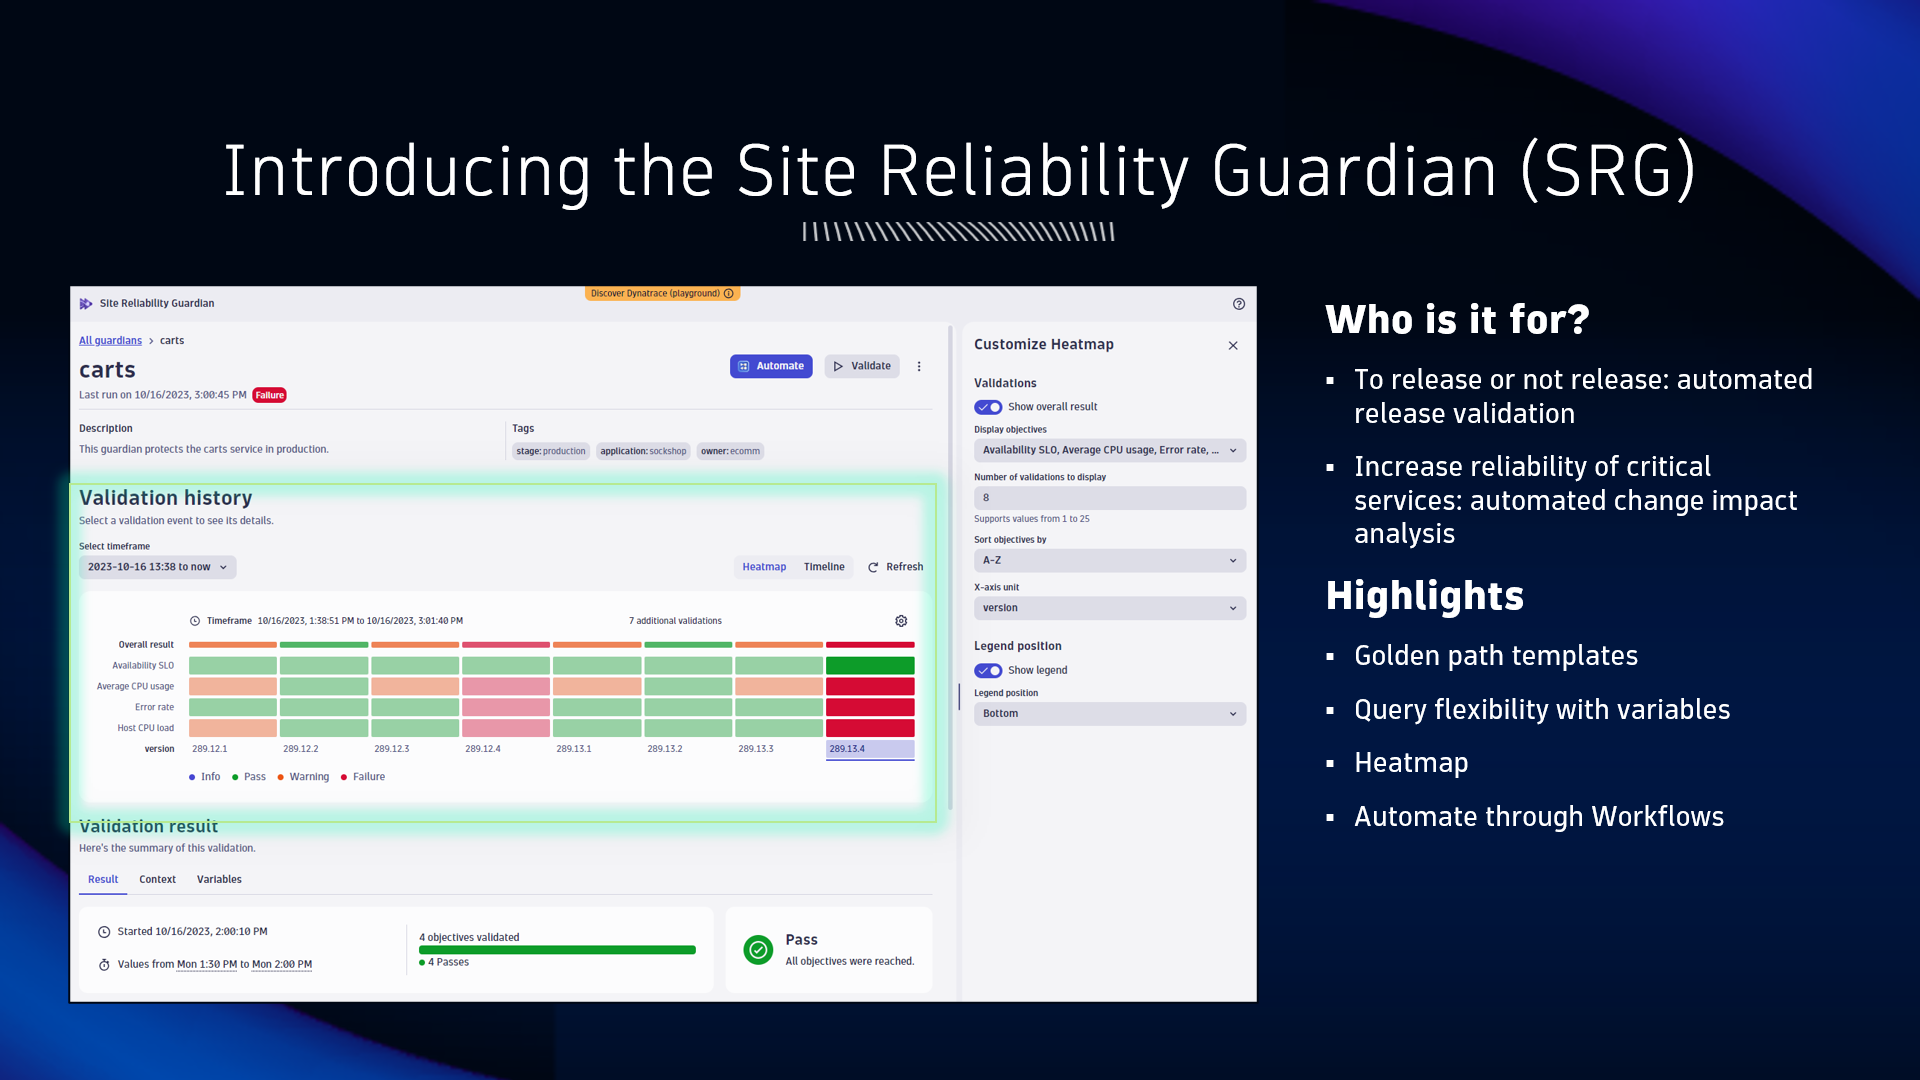 Introducing the Site Reliability Guardian (SRG)
Site Reliability Guardian
Discover Dynatrace (playground)
All guardians > carts
carts
Automate
Validate
Last run on 10/16/2023, 3:00:45 PM Failure
Description
This guardian protects the carts service in production.
Tags
stage: production application: sockshop owner: ecomm
Validation history
Select a validation event to see its details.
Select timeframe
2023-10-16 13:38 to now
Heatmap Timeline Refresh
Timeframe 10/16/2023, 1:38:51 PM to 10/16/2023, 3:01:40 PM
7 additional validations
Overall result
Availability SLO
Average CPU usage
Error rate
Host CPU load
version 289.12.1 289.12.2 289.12.3 289.12.4 289.13.1 289.13.2 289.13.3 289.13.4
Info Pass Warning Failure
Validation result
Here's the summary of this validation.
Result Context Variables
Started 10/16/2023, 2:00:10 PM
Values from Mon 1:30 PM to Mon 2:00 PM
4 objectives validated
4 Passes
Pass
All objectives were reached.
Customize Heatmap
Validations
Show overall result
Display objectives
Availability SLO, Average CPU usage, Error rate, ...
Number of validations to display
8
Supports values from 1 to 25
Sort objectives by
A-Z
X-axis unit
version
Legend position
Show legend
Legend position
Bottom
Who is it for?
▪ To release or not release: automated
release validation
▪ Increase reliability of critical
services: automated change impact
analysis
Highlights
▪ Golden path templates
▪ Query flexibility with variables
▪ Heatmap
▪ Automate through Workflows